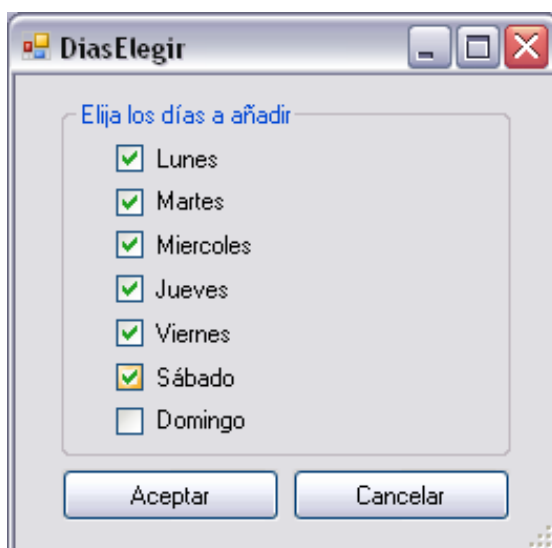 DiasElegir
Elija los días a añadir
Lunes
Martes
Miercoles
Jueves
Viernes
Sábado
Domingo
Aceptar Cancelar